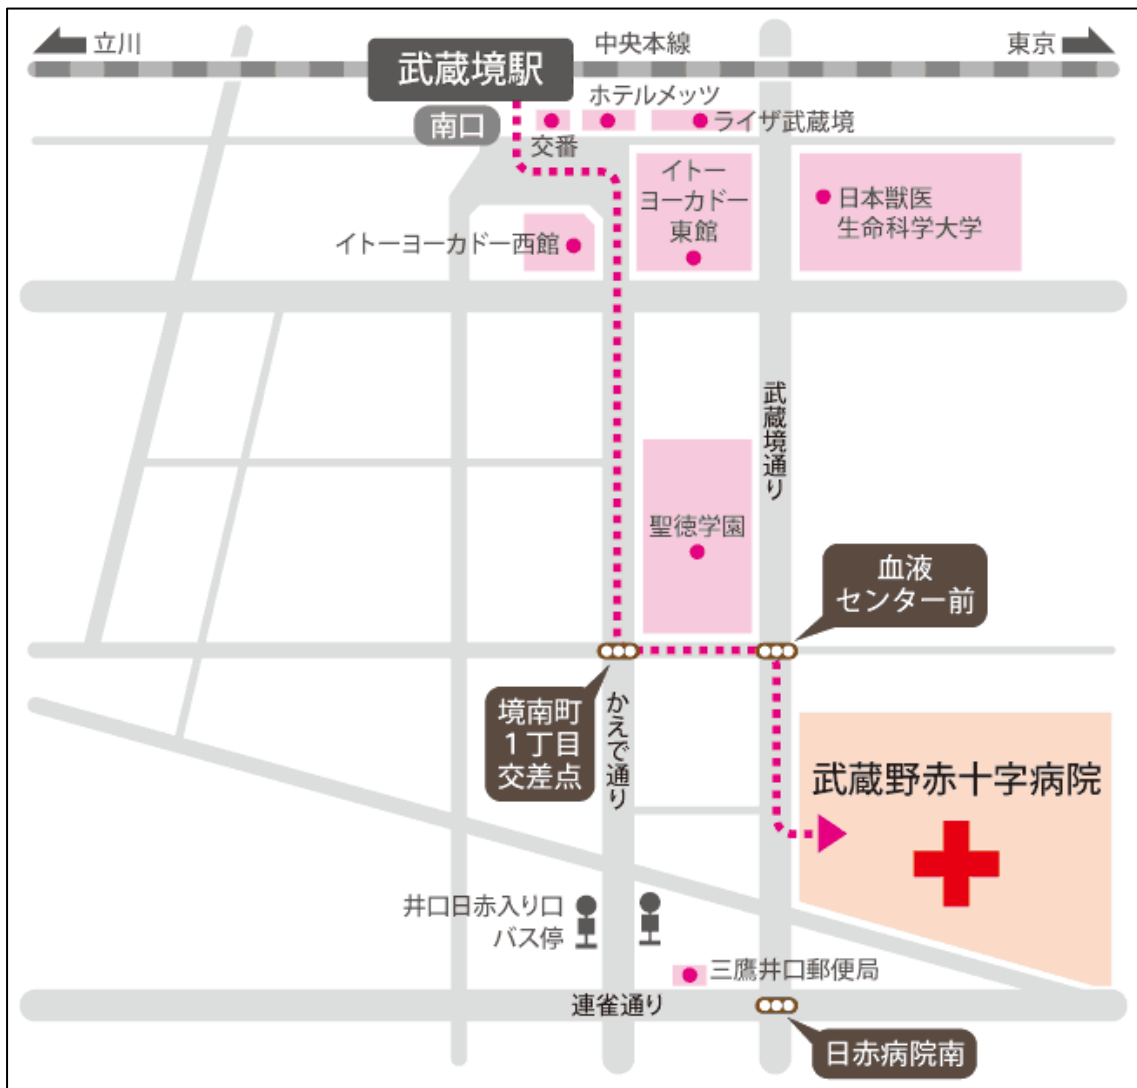 立川
中央本線
東京
武蔵境駅
ホテルメッツ
南口
ライザ武蔵境
交番
イトー
ヨーカドー
東館
日本獣医
生命科学大学
イトーヨーカドー西館
武蔵境通り
聖徳学園
血液
センター前
境南町
1丁目
交差点
かえで通り
武蔵野赤十字病院
井口日赤入り口
バス停
三鷹井口郵便局
連雀通り
日赤病院南